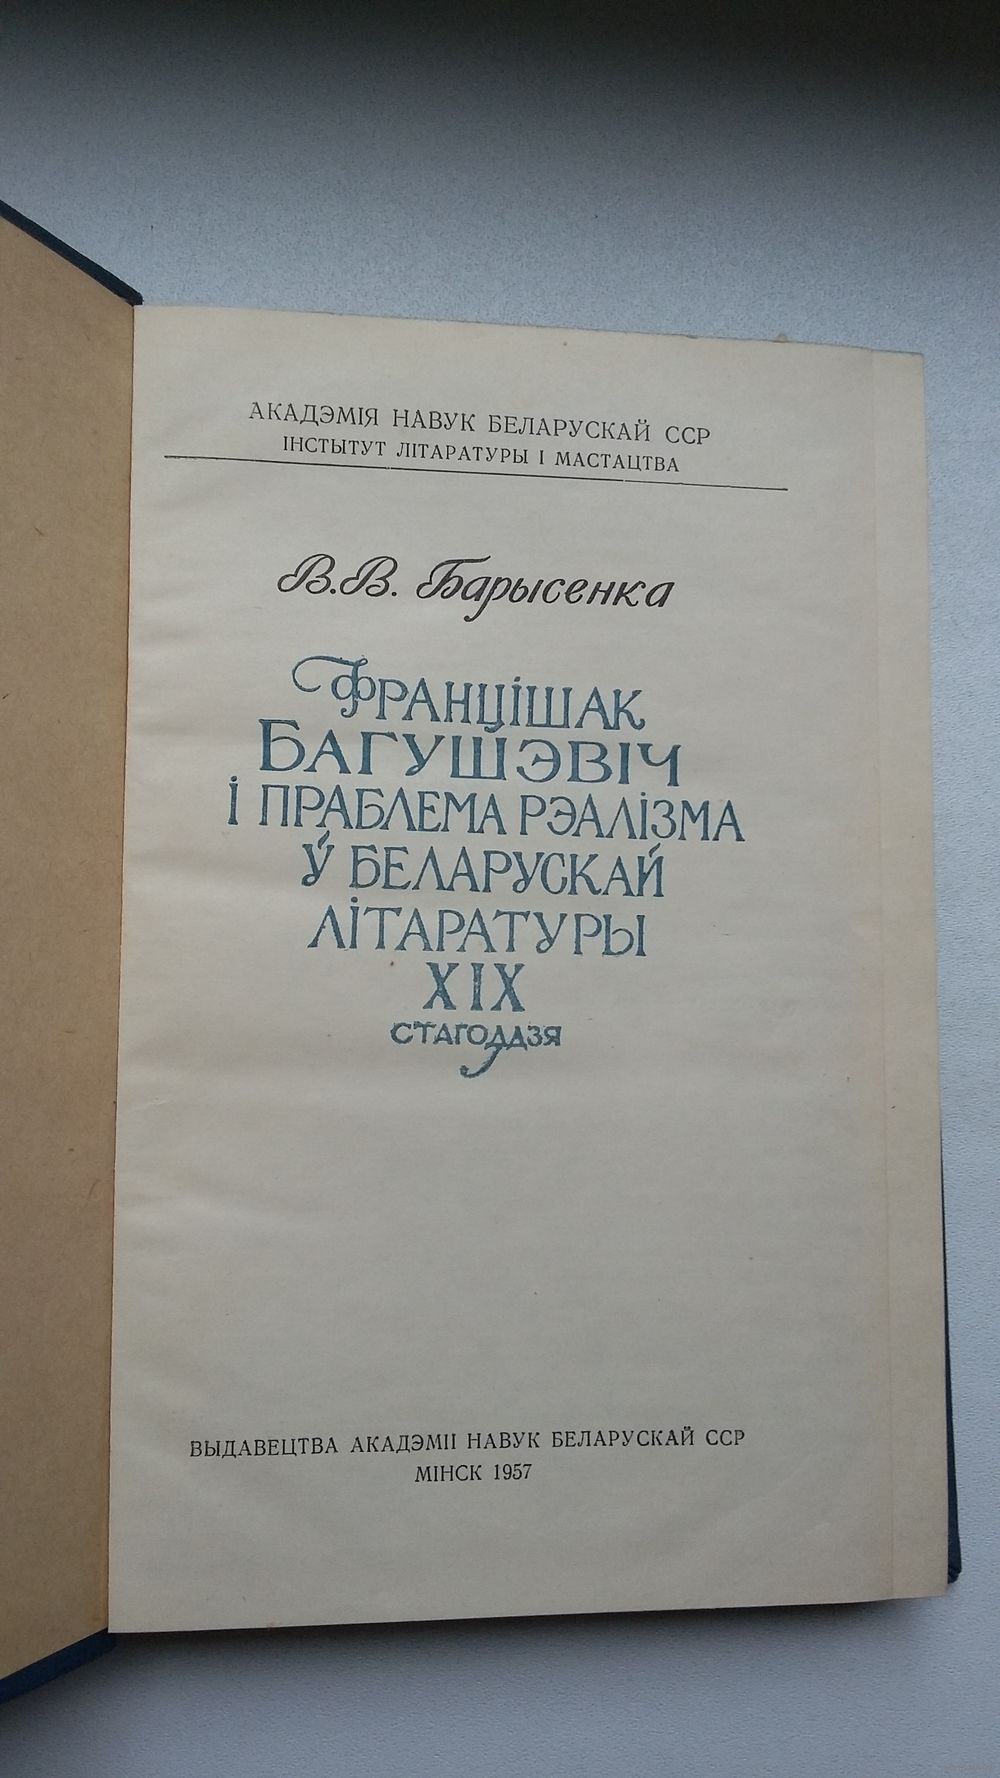 АКАДЭМІЯ НАВУК БЕЛАРУСКАЙ ССР
ІНСТЫТУТ ЛІТАРАТУРЫ І МАСТАЦТВА
В.В. Барысенка
ФРАНЦІШАК
БАГУШЭВІЧ
І ПРАБЛЕМА РЭАЛІЗМА
Ў БЕЛАРУСКАЙ
ЛІТАРАТУРЫ
XIX
СТАГОДДЗЯ
ВЫДАВЕЦТВА АКАДЭМІІ НАВУК БЕЛАРУСКАЙ ССР
МІНСК 1957